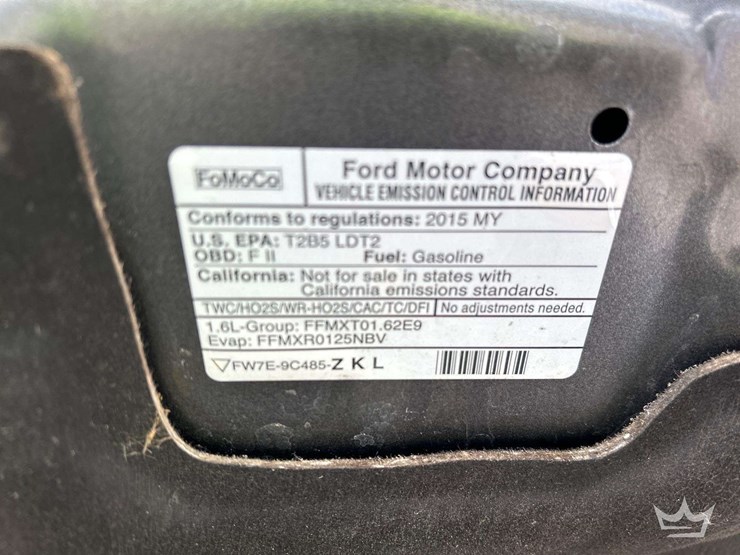 FoMoCo
Ford Motor Company
VEHICLE EMISSION CONTROL INFORMATION
Conforms to regulations: 2015 MY
U.S. EPA: T2B5 LDT2
OBD: F II Fuel: Gasoline
California: Not for sale in states with
California emissions standards.
TWC/HO2S/WR-HO2S/CAC/TC/DFI No adjustments needed.
1.6L-Group: FFMXT01.62E9
Evap: FFMXR0125NBV
FW7E-9C485-Z K L